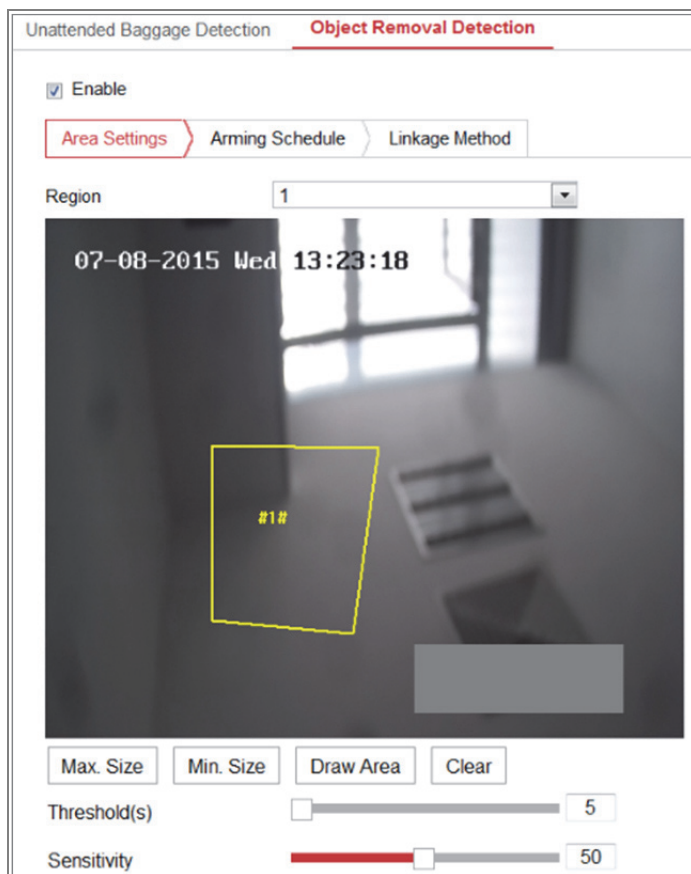 Unattended Baggage Detection Object Removal Detection
Enable
Area Settings Arming Schedule Linkage Method
Region 1
07-08-2015 Wed 13:23:18
#1#
Max. Size Min. Size Draw Area Clear
Threshold(s) 5
Sensitivity 50